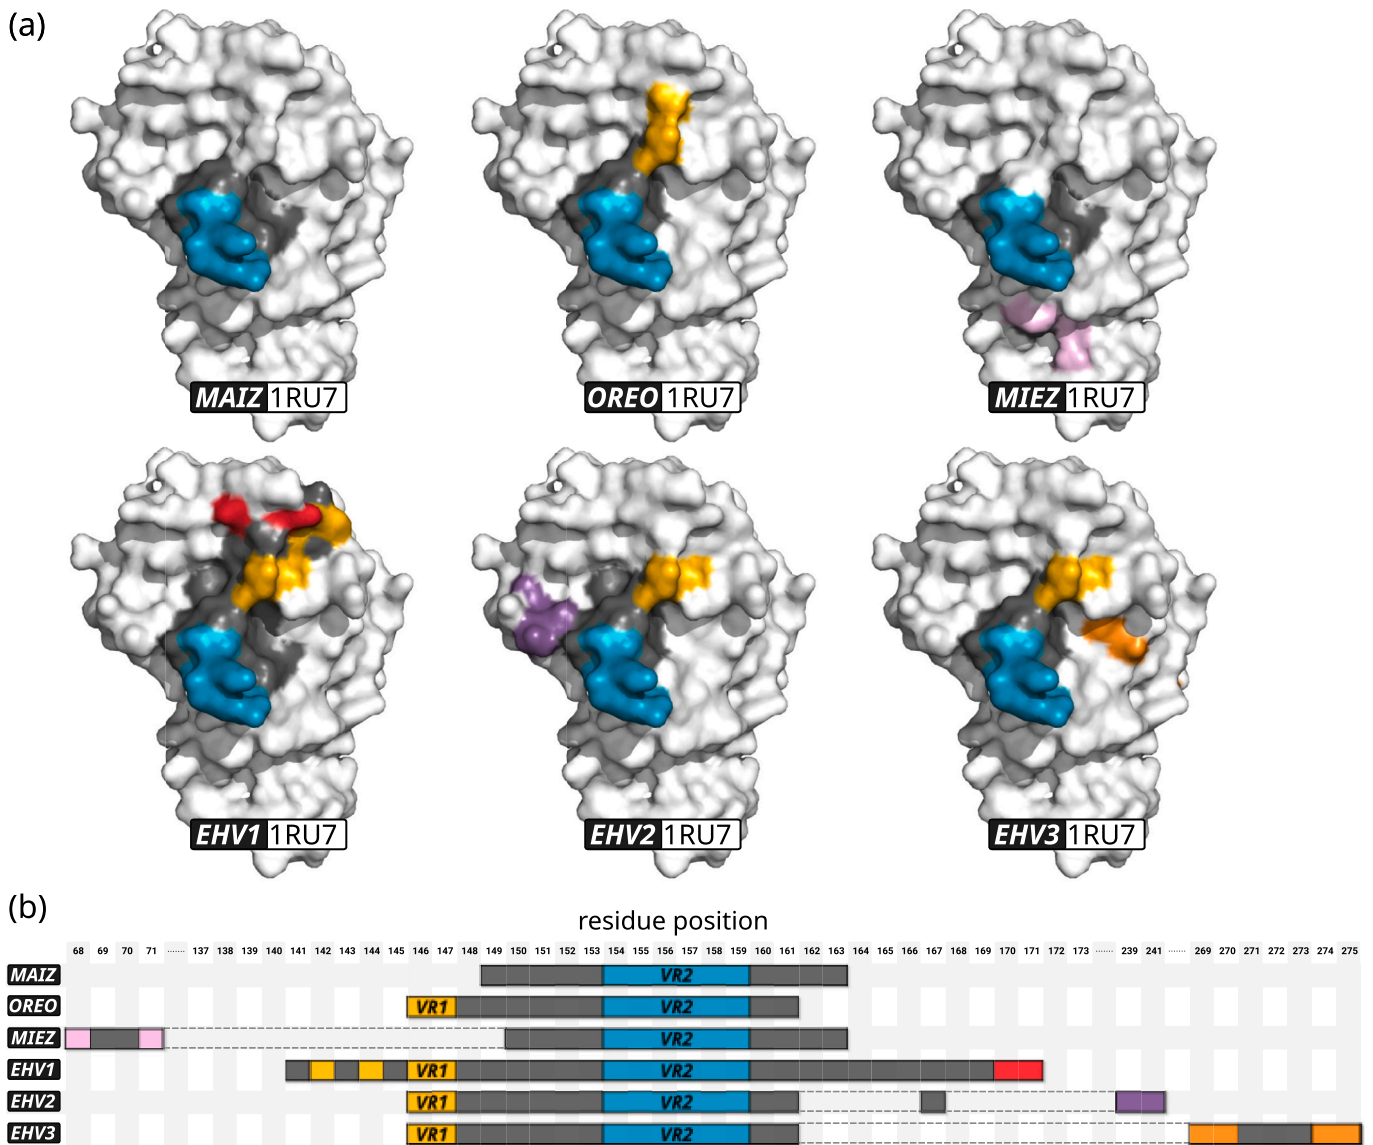 (a)
MAIZ 1RU7
OREO 1RU7
MIEZ 1RU7
EHV1 1RU7
EHV2 1RU7
EHV3 1RU7
(b)
residue position
68 69 70 71 ....... 137 138 139 140 141 142 143 144 145 146 147 148 149 150 151 152 153 154 155 156 157 158 159 160 161 162 163 164 165 166 167 168 169 170 171 172 173 ....... 239 241 ....... 269 270 271 272 273 274 275
MAIZ VR2
OREO VR1 VR2
MIEZ VR2
EHV1 VR1 VR2
EHV2 VR1 VR2
EHV3 VR1 VR2